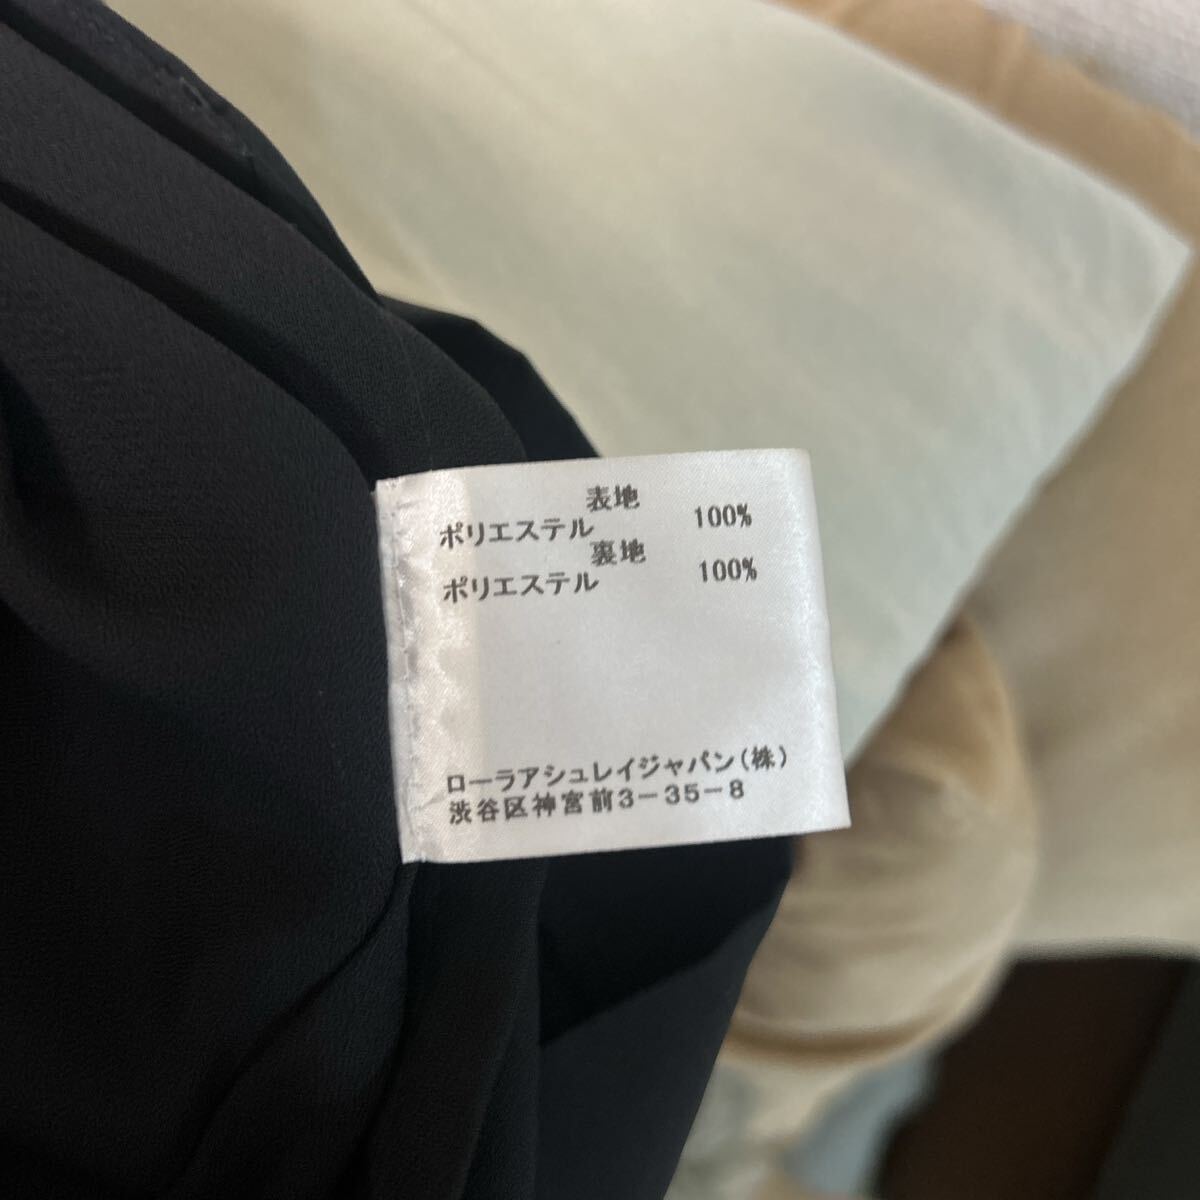 表地
ポリエステル 100%
裏地
ポリエステル 100%
ローラアシュレイジャパン(株)
渋谷区神宮前3−35−8